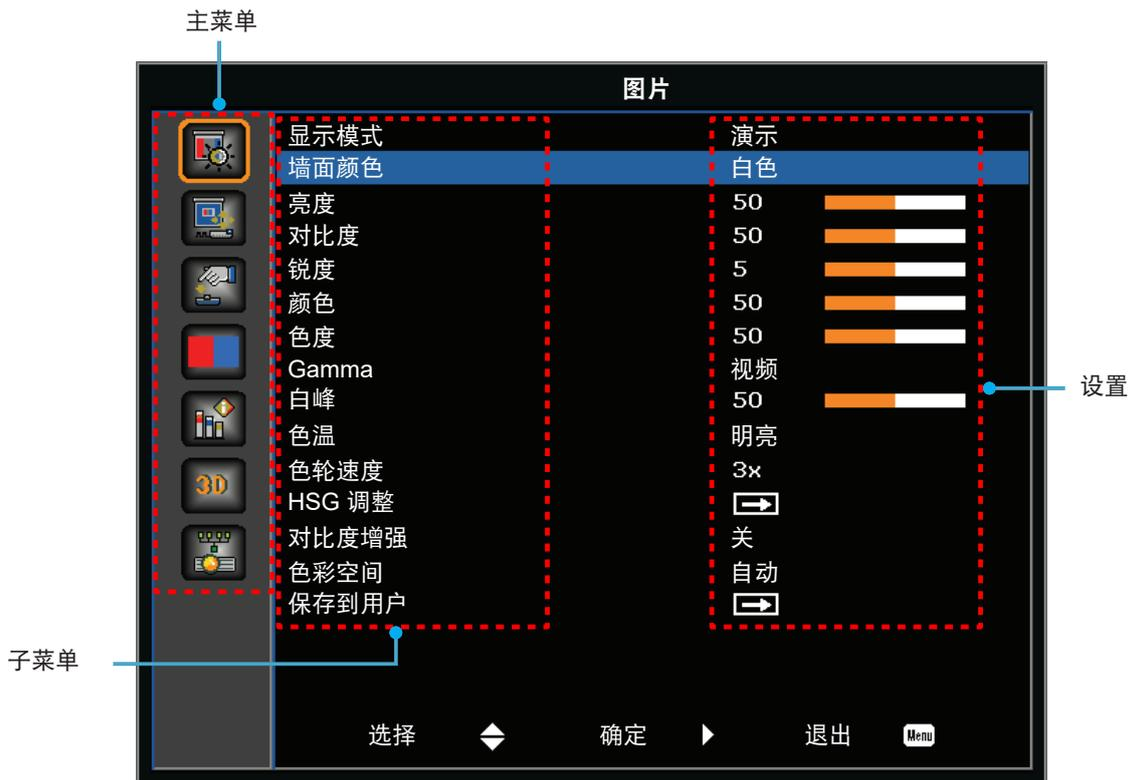 主菜单
图片
显示模式 演示
墙面颜色 白色
亮度 50
对比度 50
锐度 5
颜色 50
色度 50
Gamma 视频
白峰 50
设置
色温 明亮
色轮速度 3x
HSG 调整
对比度增强 关
色彩空间 自动
保存到用户
3D
子菜单
选择 确定 退出 Menu